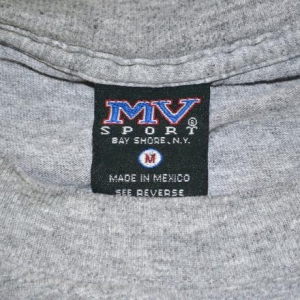 MV®
SPORT
BAY SHORE, N.Y.
M
MADE IN MEXICO
SEE REVERSE